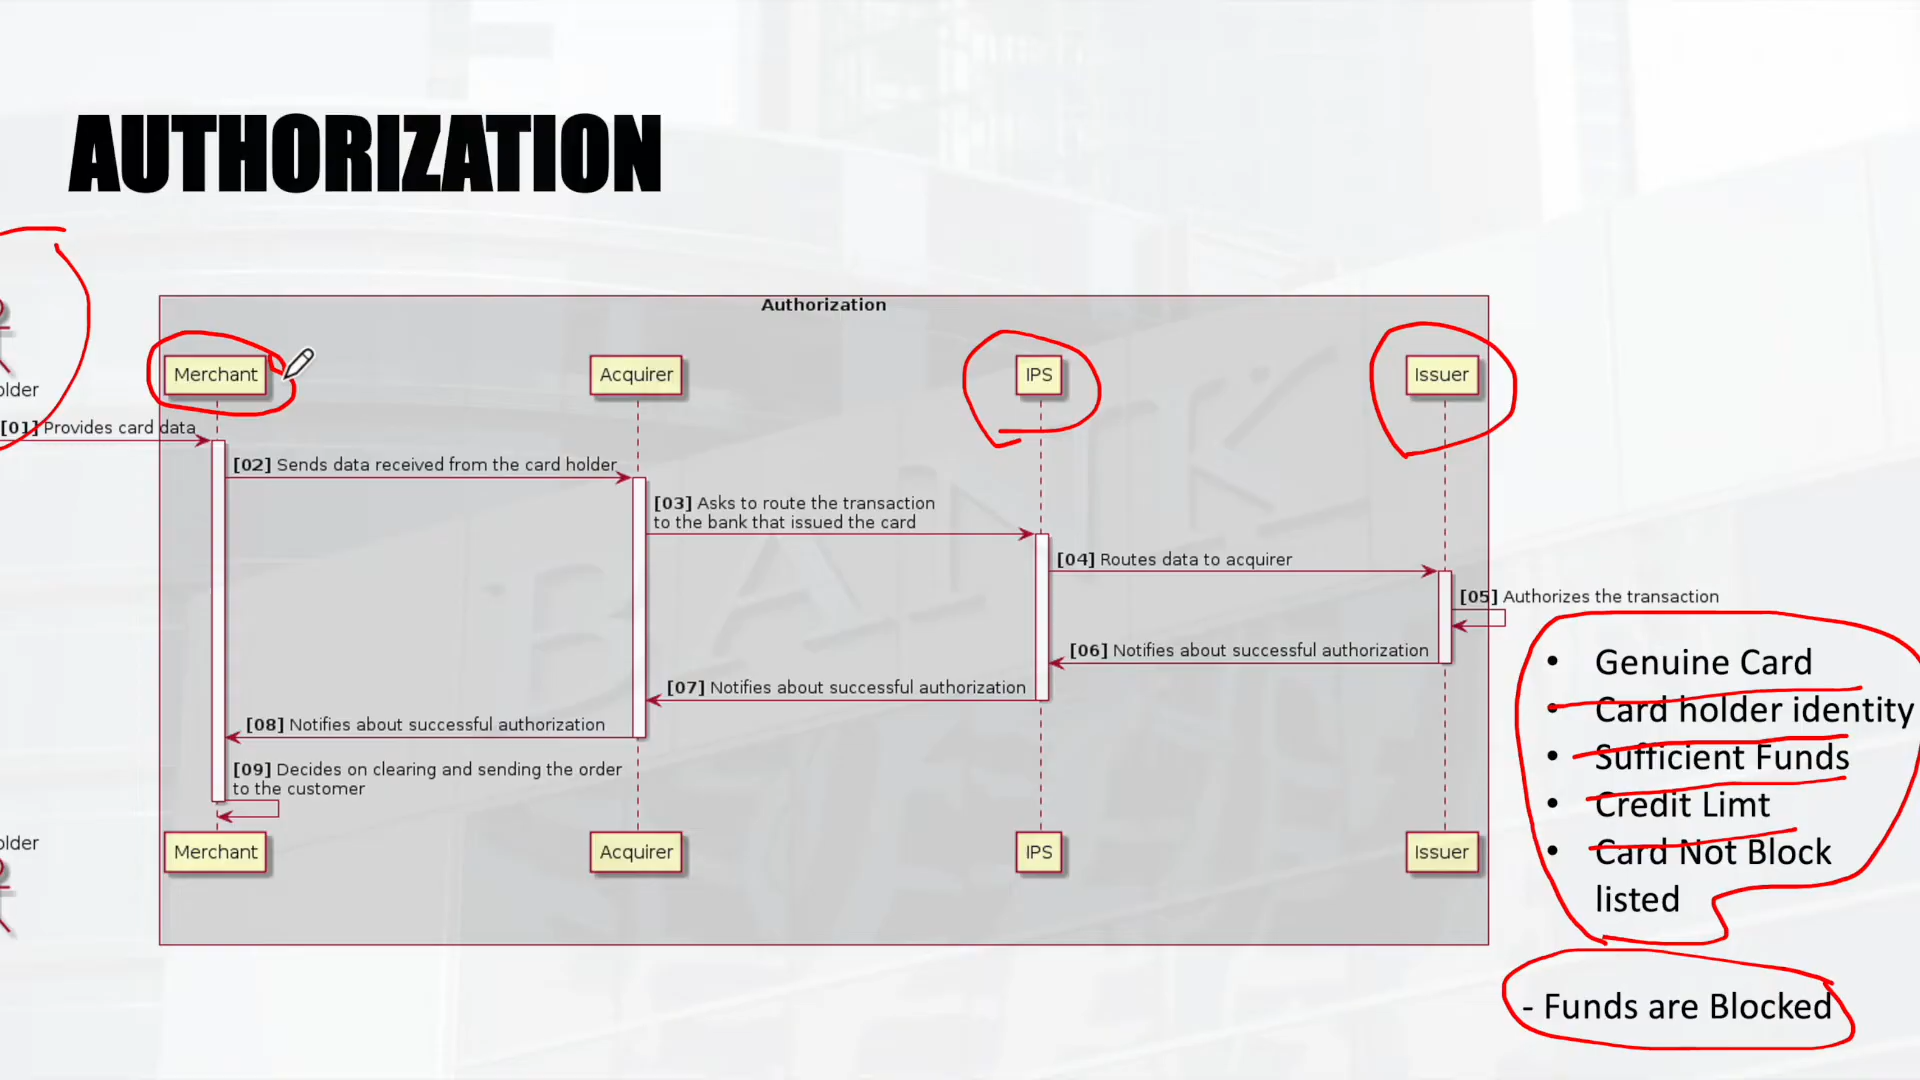 AUTHORIZATION
Authorization
Merchant
Acquirer
IPS
Issuer
older
[01] Provides card data
[02] Sends data received from the card holder
[03] Asks to route the transaction
to the bank that issued the card
[04] Routes data to acquirer
[05] Authorizes the transaction
[06] Notifies about successful authorization
[07] Notifies about successful authorization
[08] Notifies about successful authorization
[09] Decides on clearing and sending the order
to the customer
older
Merchant
Acquirer
IPS
Issuer
• Genuine Card
• Card holder identity
• Sufficient Funds
• Credit Limt
• Card Not Block
listed
- Funds are Blocked
BANK